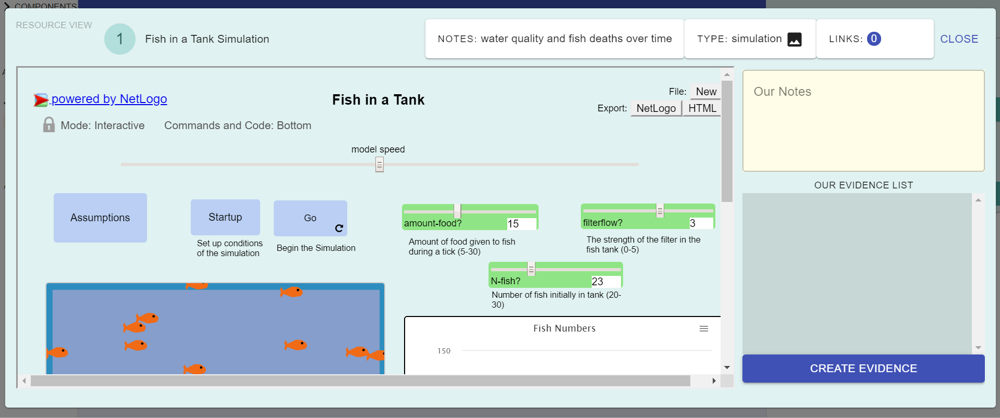 COMPONENTS
RESOURCE VIEW
1
Fish in a Tank Simulation
NOTES: water quality and fish deaths over time
TYPE: simulation
LINKS: 0
CLOSE
powered by NetLogo
Fish in a Tank
File: New
Export: NetLogo HTML
Mode: Interactive
Commands and Code: Bottom
model speed
Assumptions
Startup
Set up conditions
of the simulation
Go
Begin the Simulation
amount-food? 15
Amount of food given to fish
during a tick (5-30)
filterflow? 3
The strength of the filter in the
fish tank (0-5)
N-fish? 23
Number of fish initially in tank (20-
30)
Fish Numbers
150
Our Notes
OUR EVIDENCE LIST
CREATE EVIDENCE